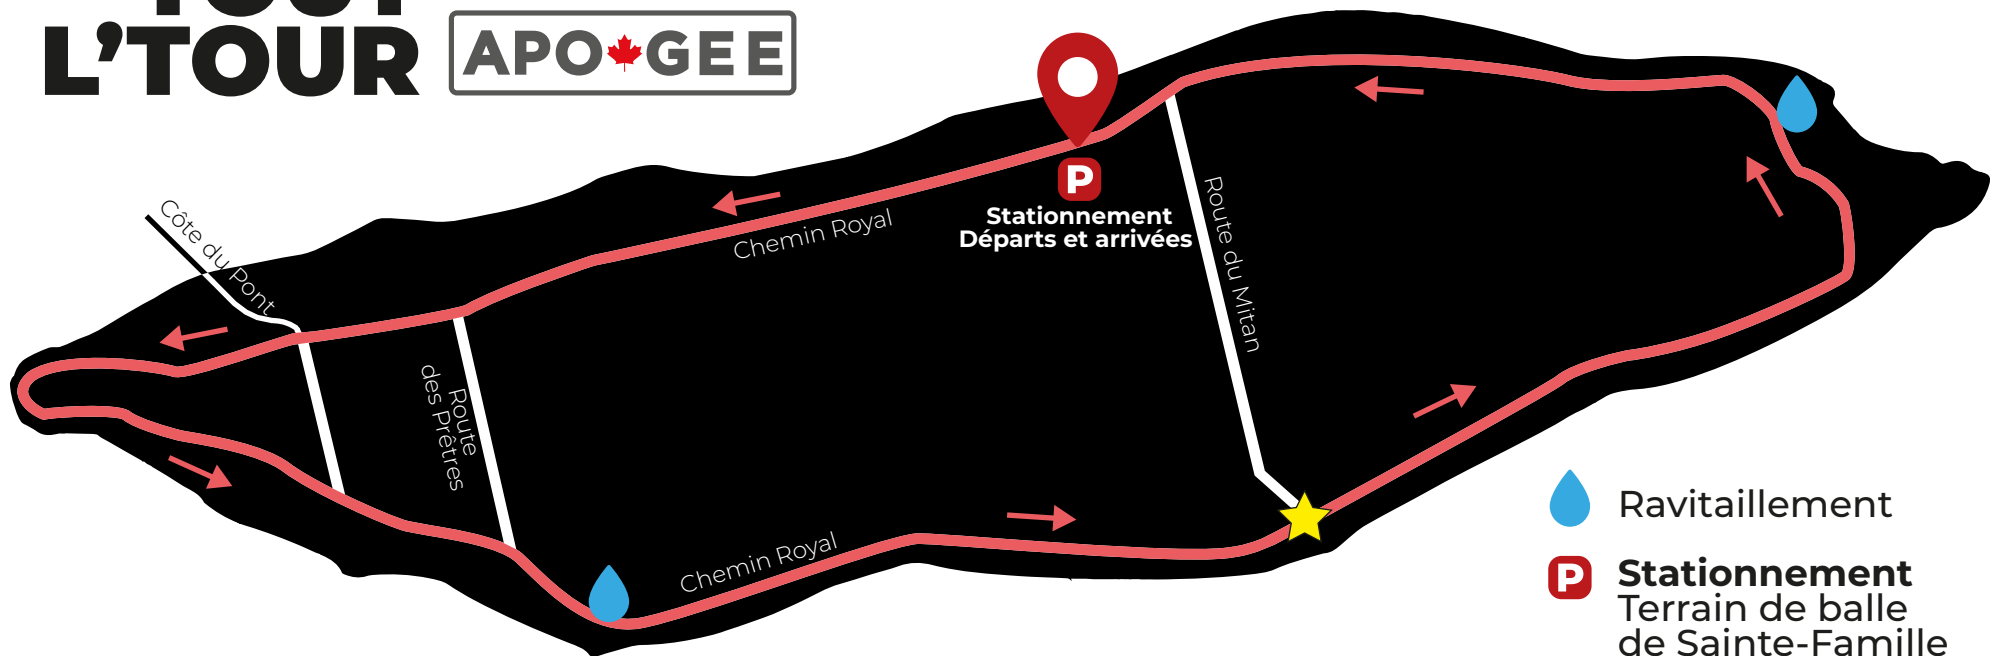 TOUT
L'TOUR
APOGEE
Côte du Pont
Chemin Royal
P
Stationnement
Départs et arrivées
Route du Mitan
Route
des Prêtres
Chemin Royal
Ravitaillement
P
Stationnement
Terrain de balle
de Sainte-Famille